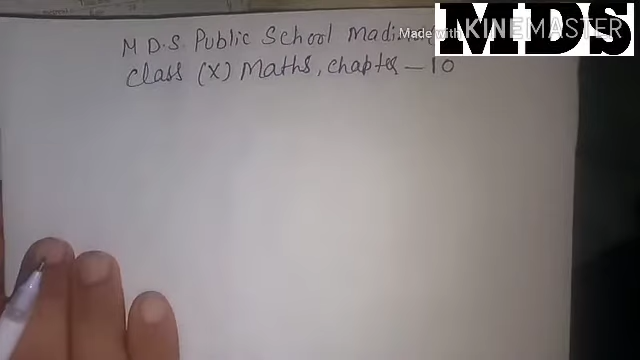 M.D.S. Public School
Made with KINEMASTER
MDS
Class (X) Maths, Chapter – 10